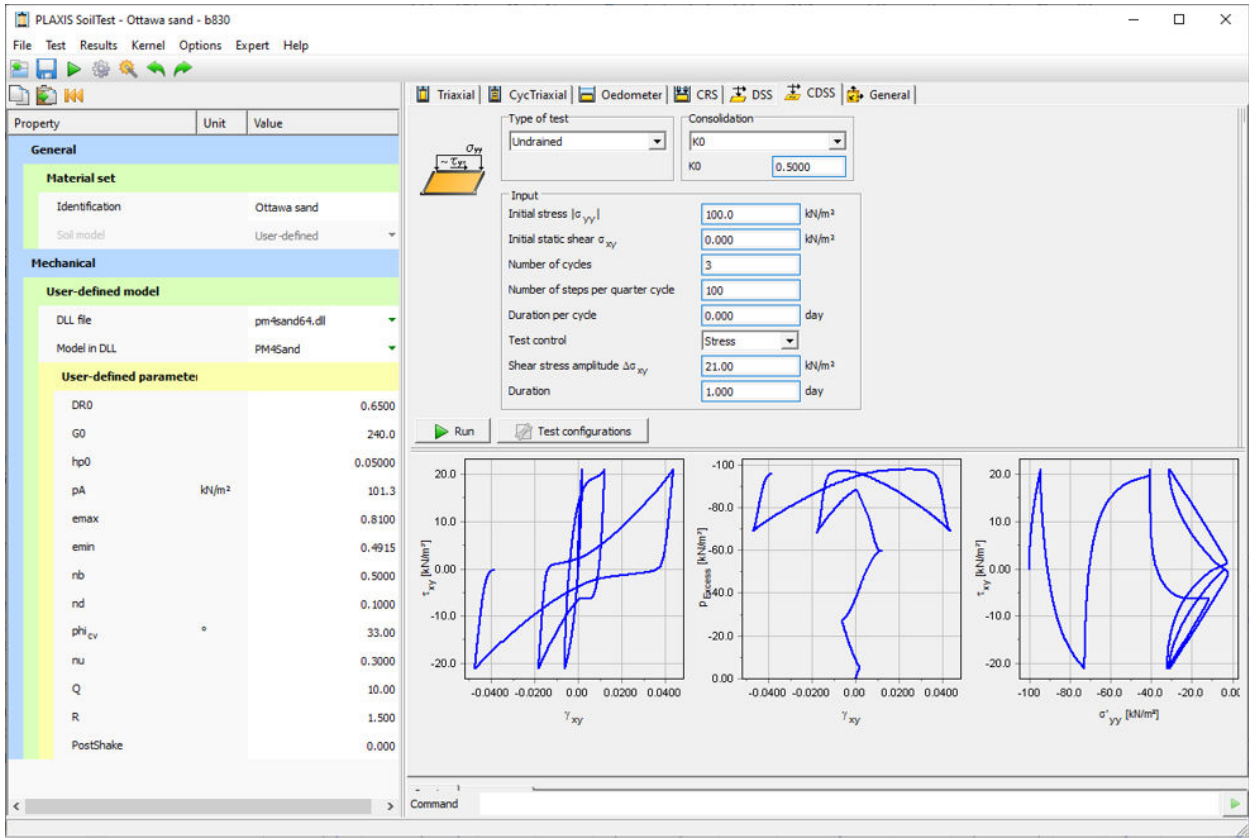 PLAXIS SoilTest - Ottawa sand - b830
File Test Results Kernel Options Expert Help
Property Unit Value
General
Material set
Identification Ottawa sand
Soil model User-defined
Mechanical
User-defined model
DLL file pm4sand64.dll
Model in DLL PM4Sand
User-defined parameter
DR0 0.6500
G0 240.0
hp0 0.05000
pA kN/m² 101.3
emax 0.8100
emin 0.4915
nb 0.5000
nd 0.1000
phi cv ° 33.00
nu 0.3000
Q 10.00
R 1.500
PostShake 0.000
Triaxial CycTriaxial Oedometer CRS DSS CDSS General
σyy
~ τxy
Type of test
Undrained
Consolidation
K0
K0 0.5000
Input
Initial stress |σ yy| 100.0 kN/m²
Initial static shear σ xy 0.000 kN/m²
Number of cycles 3
Number of steps per quarter cycle 100
Duration per cycle 0.000 day
Test control Stress
Shear stress amplitude Δσ xy 21.00 kN/m²
Duration 1.000 day
Run Test configurations
20.0
10.0
0.00
-10.0
-20.0
τ xy [kN/m²]
-0.0400 -0.0200 0.00 0.0200 0.0400
γ xy
-100
-80.0
-60.0
-40.0
-20.0
0.00
p Excess [kN/m²]
-0.0400 -0.0200 0.00 0.0200 0.0400
γ xy
20.0
10.0
0.00
-10.0
-20.0
τ xy [kN/m²]
-100 -80.0 -60.0 -40.0 -20.0 0.00
σ' yy [kN/m²]
Command